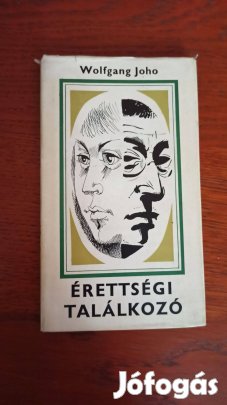 Wolfgang Joho
ÉRETTSÉGI
TALÁLKOZÓ
Jófogás